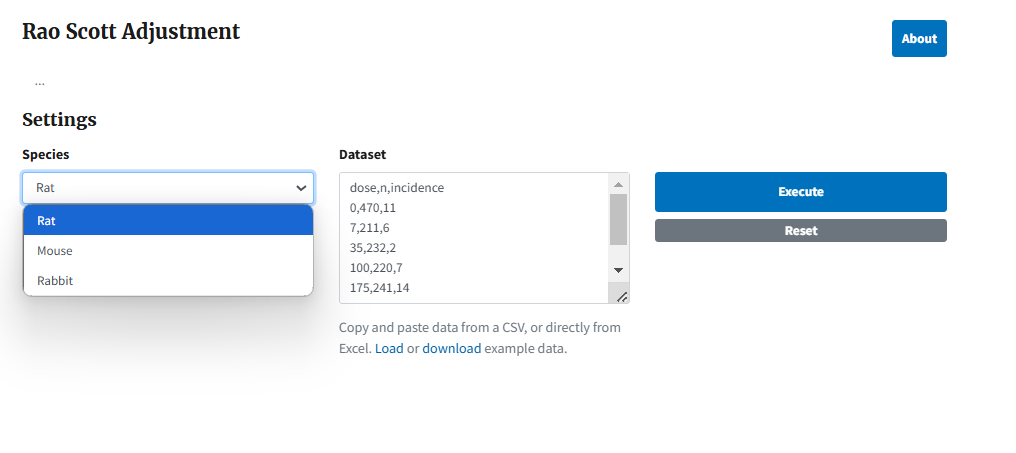 Rao Scott Adjustment
About
...
Settings
Species
Dataset
Rat
Rat
Mouse
Rabbit
dose,n,incidence
0,470,11
7,211,6
35,232,2
100,220,7
175,241,14
Execute
Reset
Copy and paste data from a CSV, or directly from
Excel. Load or download example data.